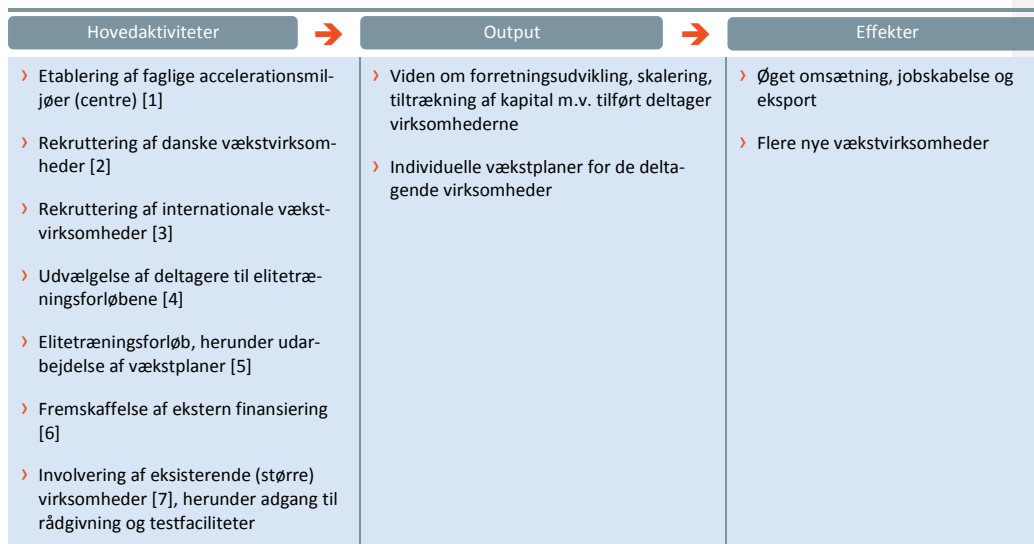 Hovedaktiviteter
Output
Effekter
› Etablering af faglige accelerationsmil-
jøer (centre) [1]
› Rekruttering af danske vækstvirksom-
heder [2]
› Rekruttering af internationale vækst-
virksomheder [3]
› Udvælgelse af deltagere til elitetræ-
ningsforløbene [4]
› Elitetræningsforløb, herunder udar-
bejdelse af vækstplaner [5]
› Fremskaffelse af ekstern finansiering
[6]
› Involvering af eksisterende (større)
virksomheder [7], herunder adgang til
rådgivning og testfaciliteter
› Viden om forretningsudvikling, skalering,
tiltrækning af kapital m.v. tilført deltager
virksomhederne
› Individuelle vækstplaner for de delta-
gende virksomheder
› Øget omsætning, jobskabelse og
eksport
› Flere nye vækstvirksomheder